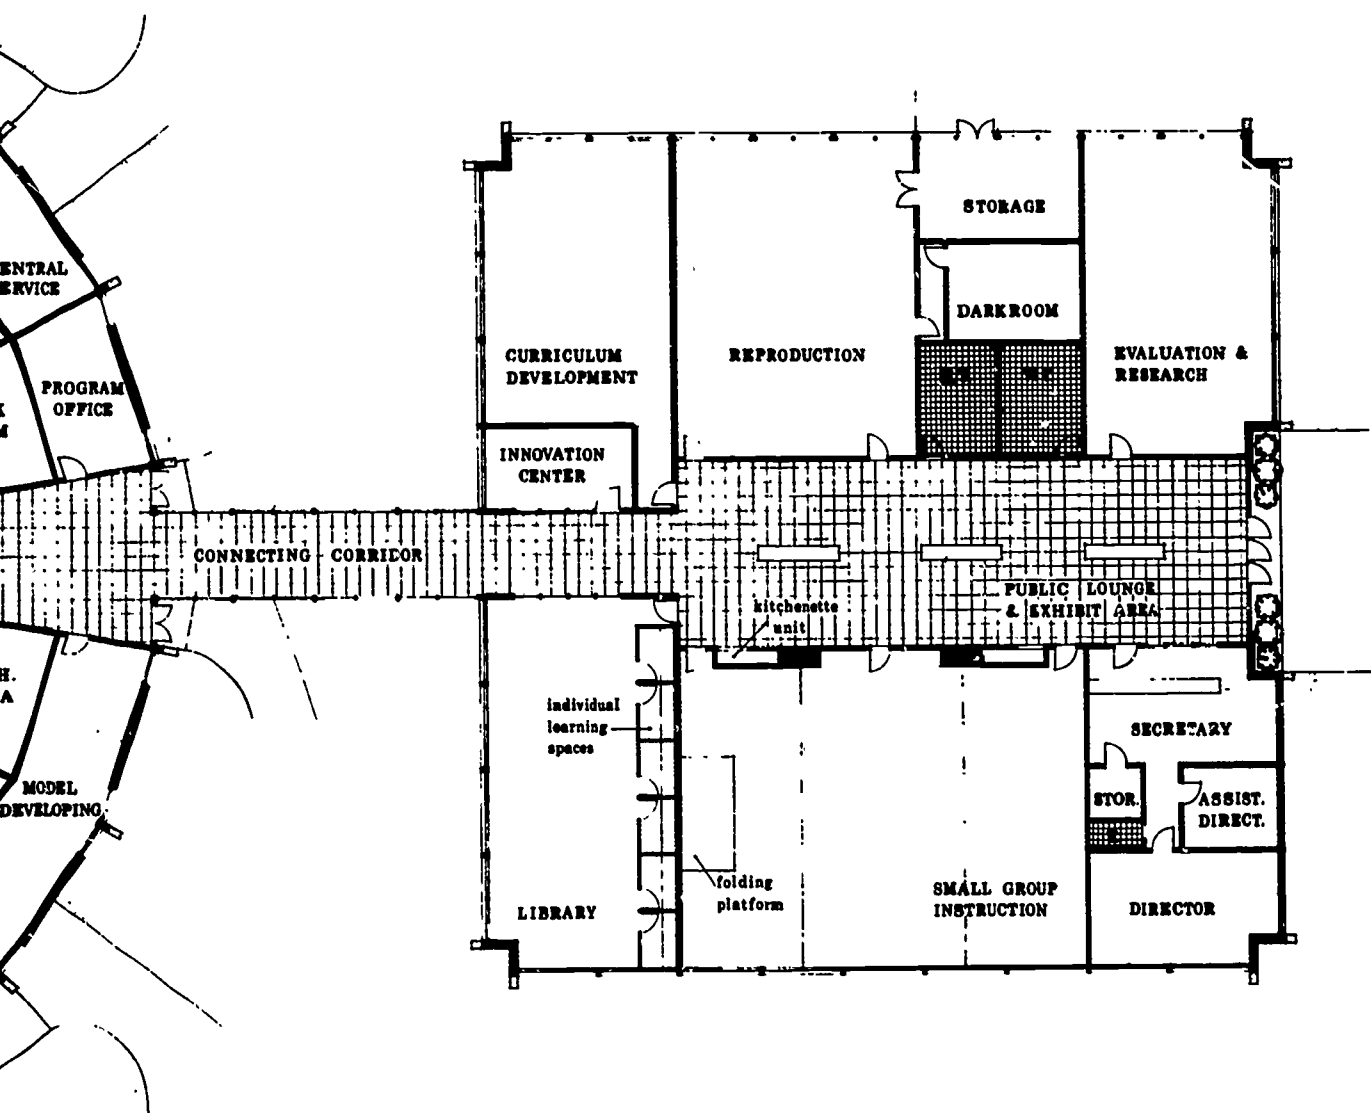 ENTRAL
ERVICE
PROGRAM
OFFICE
H.
A
MODEL
DEVELOPING
CONNECTING CORRIDOR
CURRICULUM
DEVELOPMENT
INNOVATION
CENTER
REPRODUCTION
STORAGE
DARKROOM
EVALUATION &
RESEARCH
PUBLIC LOUNGE
& EXHIBIT AREA
kitchenette
unit
individual
learning
spaces
LIBRARY
folding
platform
SMALL GROUP
INSTRUCTION
SECRETARY
STOR.
ASSIST.
DIRECT.
DIRECTOR